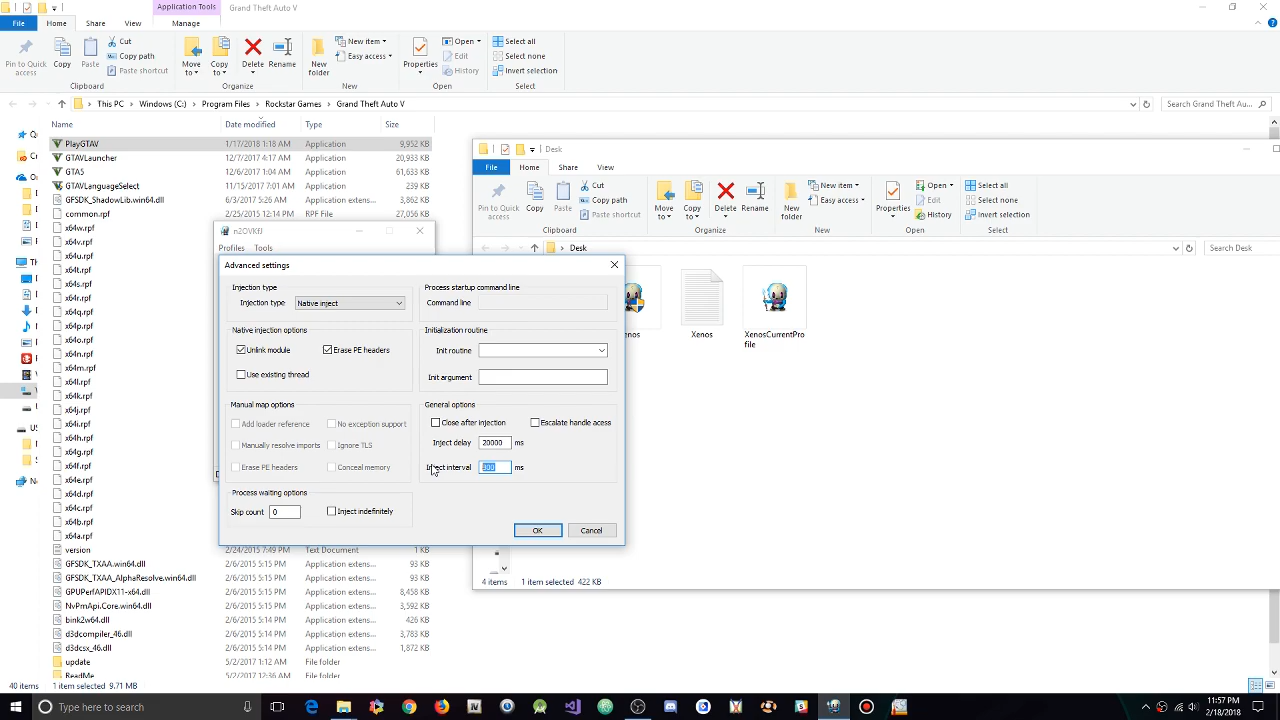 Application Tools
Grand Theft Auto V
File
Home
Share
View
Manage
Pin to Quick access
Copy
Paste
Cut
Copy path
Paste shortcut
Clipboard
Move to
Copy to
Delete
Rename
Organize
New folder
New item
Easy access
New
Properties
Open
Edit
History
Open
Select all
Select none
Invert selection
Select
This PC
Windows (C:)
Program Files
Rockstar Games
Grand Theft Auto V
Search Grand Theft Au...
Name
Date modified
Type
Size
PlayGTAV 1/17/2018 1:18 AM Application 9,952 KB
GTAVLauncher 12/7/2017 4:17 AM Application 20,933 KB
GTA5 1/17/2018 1:33 AM Application 61,633 KB
GTAVLanguageSelect 11/15/2017 7:01 AM Application 239 KB
GFSDK_ShadowLib.win64.dll 6/3/2017 5:26 AM Application extens... 3,862 KB
common.rpf 2/25/2015 12:14 PM RPF File 27,056 KB
x64w.rpf
x64v.rpf
x64u.rpf
x64t.rpf
x64s.rpf
x64r.rpf
x64q.rpf
x64p.rpf
x64o.rpf
x64n.rpf
x64m.rpf
x64l.rpf
x64k.rpf
x64j.rpf
x64i.rpf
x64h.rpf
x64g.rpf
x64f.rpf
x64e.rpf
x64d.rpf
x64c.rpf
x64b.rpf
x64a.rpf
version 2/24/2015 7:49 PM Text Document 1 KB
GFSDK_TXAA.win64.dll 2/6/2015 5:15 PM Application extens... 93 KB
GFSDK_TXAA_AlphaResolve.win64.dll 2/6/2015 5:15 PM Application extens... 93 KB
GPUPerfAPIDX11-x64.dll 2/6/2015 5:15 PM Application extens... 8,458 KB
NvPmApi.Core.win64.dll 2/6/2015 5:15 PM Application extens... 3,592 KB
bink2w64.dll 2/6/2015 5:14 PM Application extens... 426 KB
d3dcompiler_46.dll 2/6/2015 5:14 PM Application extens... 3,783 KB
d3dcsx_46.dll 2/6/2015 5:14 PM Application extens... 1,872 KB
update 5/2/2017 1:12 AM File folder
ReadMe 5/2/2017 1:12 AM File folder
40 items
1 item selected 9.71 MB
n2OVKfJ
Profiles
Tools
Advanced settings
Injection type
Injection type
Native inject
Native injection options
Unlink module
Erase PE headers
Use existing thread
Manual map options
Add loader reference
No exception support
Manually resolve imports
Ignore TLS
Erase PE headers
Conceal memory
Process waiting options
Skip count
0
Inject indefinitely
Process startup command line
Command line
Initialization routine
Init routine
Init argument
General options
Close after injection
Escalate handle acess
Inject delay
20000
ms
Inject interval
ms
OK
Cancel
Desk
File
Home
Share
View
Pin to Quick access
Copy
Paste
Cut
Copy path
Paste shortcut
Clipboard
Move to
Copy to
Delete
Rename
Organize
New folder
New item
Easy access
New
Properties
Open
Edit
History
Open
Select all
Select none
Invert selection
Select
Desk
Search Desk
Xenos
XenosCurrentProfile
4 items
1 item selected 422 KB
Type here to search
11:57 PM
2/18/2018